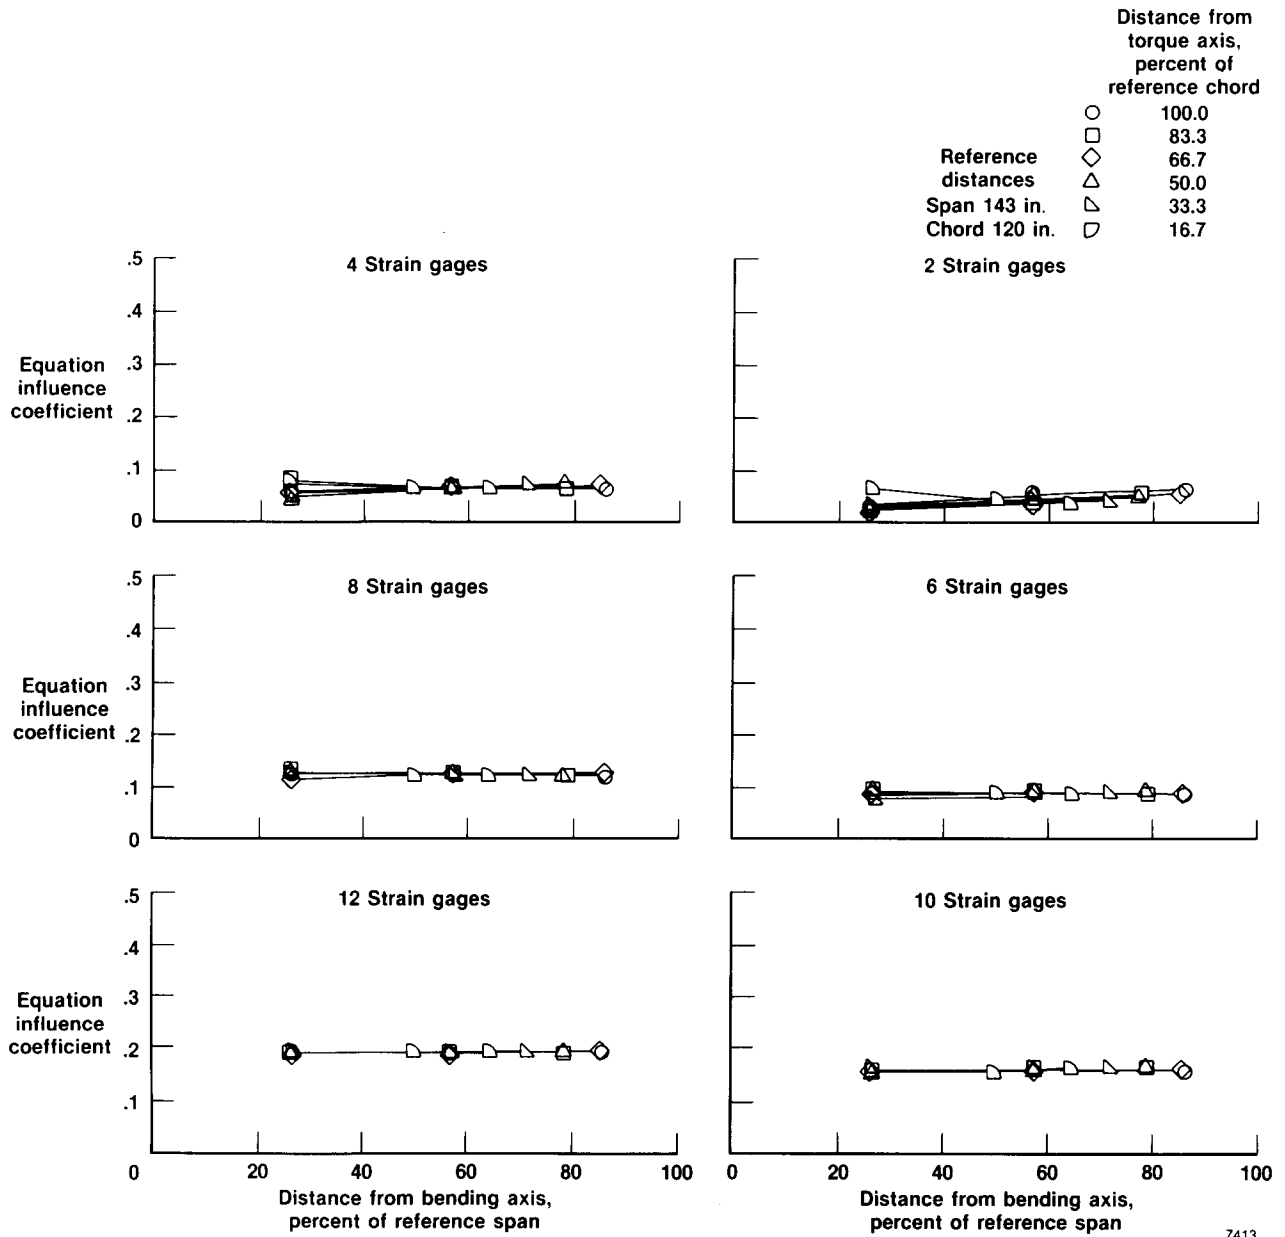 Distance from
torque axis,
percent of
reference chord
100.0
83.3
Reference 66.7
distances 50.0
Span 143 in. 33.3
Chord 120 in. 16.7
4 Strain gages
.5
.4
.3
.2
.1
0
Equation
influence
coefficient
2 Strain gages
8 Strain gages
.5
.4
.3
.2
.1
0
Equation
influence
coefficient
6 Strain gages
12 Strain gages
.5
.4
.3
.2
.1
0 20 40 60 80 100
Equation
influence
coefficient
Distance from bending axis,
percent of reference span
10 Strain gages
0 20 40 60 80 100
Distance from bending axis,
percent of reference span
7413